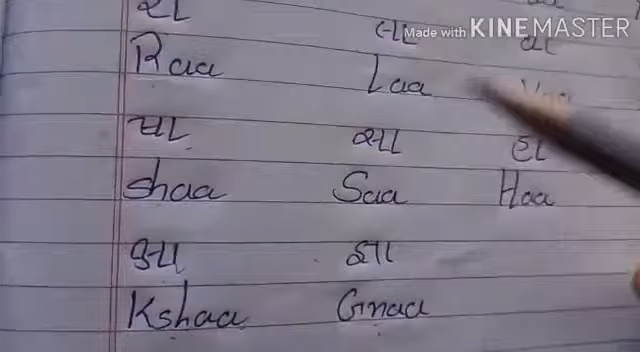 Made with KINEMASTER
રા લા વા
Raa Laa
ષા સા હા
shaa Saa Haa
ક્ષા જ્ઞા
Kshaa Gnaa